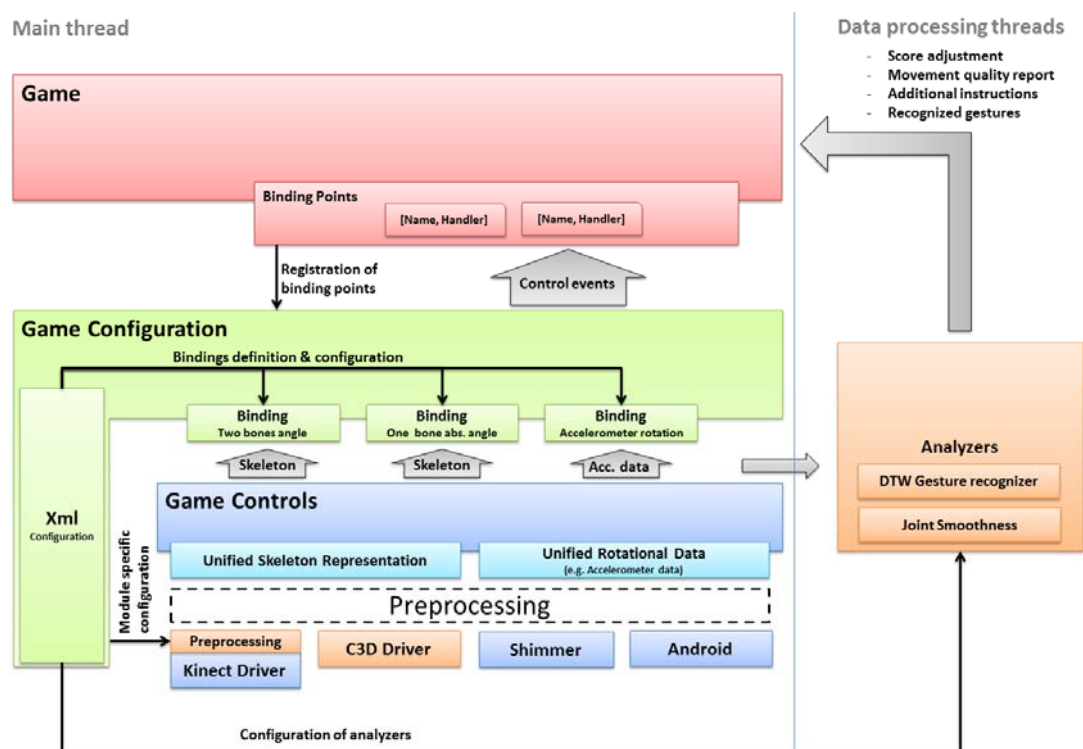 Main thread
Data processing threads
- Score adjustment
- Movement quality report
- Additional instructions
- Recognized gestures
Game
Binding Points
[Name, Handler]
[Name, Handler]
Registration of
binding points
Control events
Game Configuration
Bindings definition & configuration
Binding
Two bones angle
Binding
One bone abs. angle
Binding
Accelerometer rotation
Skeleton
Skeleton
Acc. data
Analyzers
DTW Gesture recognizer
Joint Smoothness
Game Controls
Xml
Configuration
Module specific
configuration
Unified Skeleton Representation
Unified Rotational Data
(e.g. Accelerometer data)
Preprocessing
Preprocessing
Kinect Driver
C3D Driver
Shimmer
Android
Configuration of analyzers